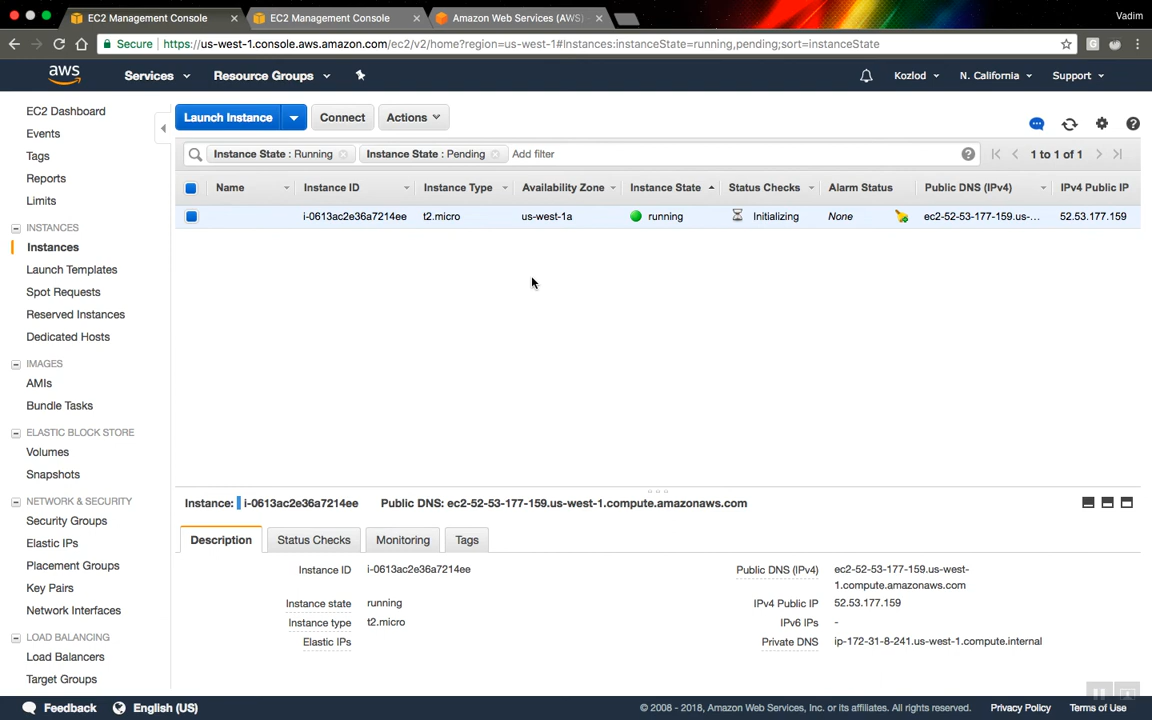 EC2 Management Console
EC2 Management Console
Amazon Web Services (AWS)
Vadim
Secure
https://us-west-1.console.aws.amazon.com/ec2/v2/home?region=us-west-1#Instances:instanceState=running,pending;sort=instanceState
aws
Services
Resource Groups
Kozlod
N. California
Support
EC2 Dashboard
Events
Tags
Reports
Limits
INSTANCES
Instances
Launch Templates
Spot Requests
Reserved Instances
Dedicated Hosts
IMAGES
AMIs
Bundle Tasks
ELASTIC BLOCK STORE
Volumes
Snapshots
NETWORK & SECURITY
Security Groups
Elastic IPs
Placement Groups
Key Pairs
Network Interfaces
LOAD BALANCING
Load Balancers
Target Groups
Launch Instance
Connect
Actions
Instance State : Running
Instance State : Pending
Add filter
1 to 1 of 1
Name Instance ID Instance Type Availability Zone Instance State Status Checks Alarm Status Public DNS (IPv4) IPv4 Public IP
i-0613ac2e36a7214ee t2.micro us-west-1a running Initializing None ec2-52-53-177-159.us-... 52.53.177.159
Instance: i-0613ac2e36a7214ee Public DNS: ec2-52-53-177-159.us-west-1.compute.amazonaws.com
Description Status Checks Monitoring Tags
Instance ID i-0613ac2e36a7214ee
Instance state running
Instance type t2.micro
Elastic IPs
Public DNS (IPv4) ec2-52-53-177-159.us-west-
1.compute.amazonaws.com
IPv4 Public IP 52.53.177.159
IPv6 IPs -
Private DNS ip-172-31-8-241.us-west-1.compute.internal
Feedback
English (US)
© 2008 - 2018, Amazon Web Services, Inc. or its affiliates. All rights reserved.
Privacy Policy
Terms of Use